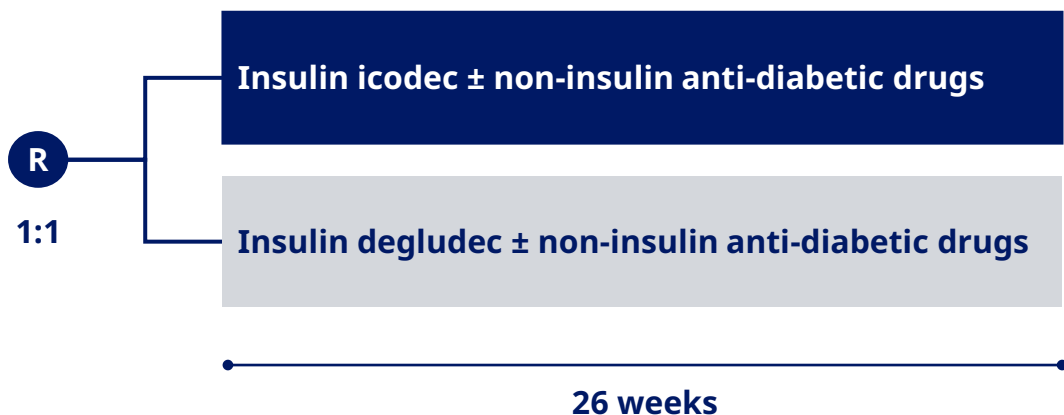 Insulin icodec ± non-insulin anti-diabetic drugs
R
1:1
Insulin degludec ± non-insulin anti-diabetic drugs
26 weeks